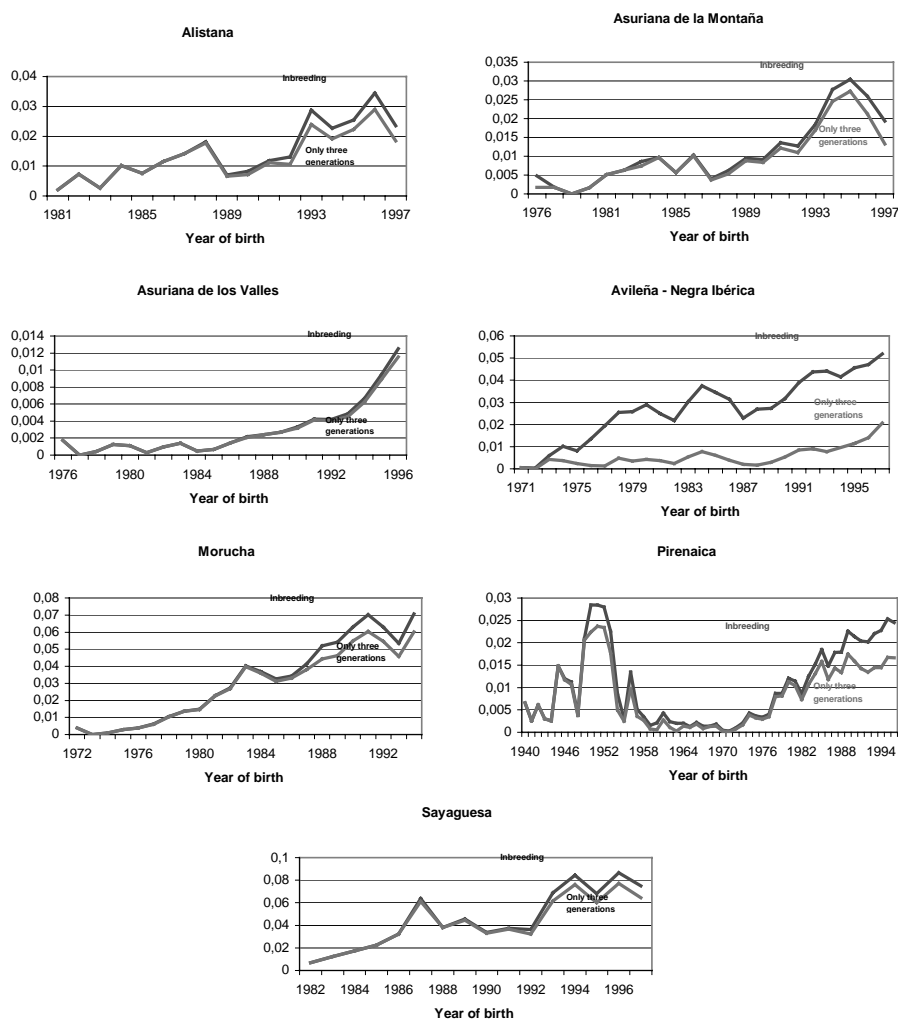 Alistana
0,04
Inbreeding
0,03
0,02
Only three
generations
0,01
0
1981 1985 1989 1993 1997
Year of birth
Asuriana de la Montaña
0,035
Inbreeding
0,03
0,025
0,02
Only three
0,015
generations
0,01
0,005
0
1976 1981 1985 1989 1993 1997
Year of birth
Asuriana de los Valles
0,014
Inbreeding
0,012
0,01
0,008
0,006
0,004
Only three
generations
0,002
0
1976 1980 1984 1988 1992 1996
Year of birth
Avileña - Negra Ibérica
0,06
Inbreeding
0,05
0,04
0,03
Only three
generations
0,02
0,01
0
1971 1975 1979 1983 1987 1991 1995
Year of birth
Morucha
0,08
Inbreeding
0,07
0,06
0,05
Only three
generations
0,04
0,03
0,02
0,01
0
1972 1976 1980 1984 1988 1992
Year of birth
Pirenaica
0,03
0,025
Inbreeding
0,02
0,015
0,01
Only three
generations
0,005
0
1940 1946 1952 1958 1964 1970 1976 1982 1988 1994
Year of birth
Sayaguesa
0,1
Inbreeding
0,08
0,06
Only three
generations
0,04
0,02
0
1982 1984 1986 1988 1990 1992 1994 1996
Year of birth